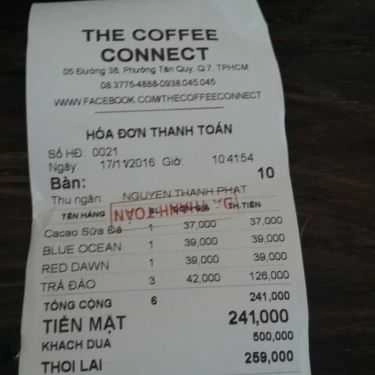 THE COFFEE
CONNECT
05 Đường 38, Phường Tân Quy, Q.7, TPHCM
08.3775-4888-0938.045.045
WWW.FACEBOOK.COM/THECOFFEECONNECT
HÓA ĐƠN THANH TOÁN
Số HĐ: 0021
Ngày: 17/11/2016 Giờ: 10:41:54
Bàn: 10
Thu ngân: NGUYEN THANH PHAT
TÊN HÀNG TH.TIỀN
Cacao Sữa Đá 1 37,000 37,000
BLUE OCEAN 1 39,000 39,000
RED DAWN 1 39,000 39,000
TRÀ ĐÀO 3 42,000 126,000
TỔNG CỘNG 6 241,000
TIỀN MẶT 241,000
KHACH DUA 500,000
THOI LAI 259,000